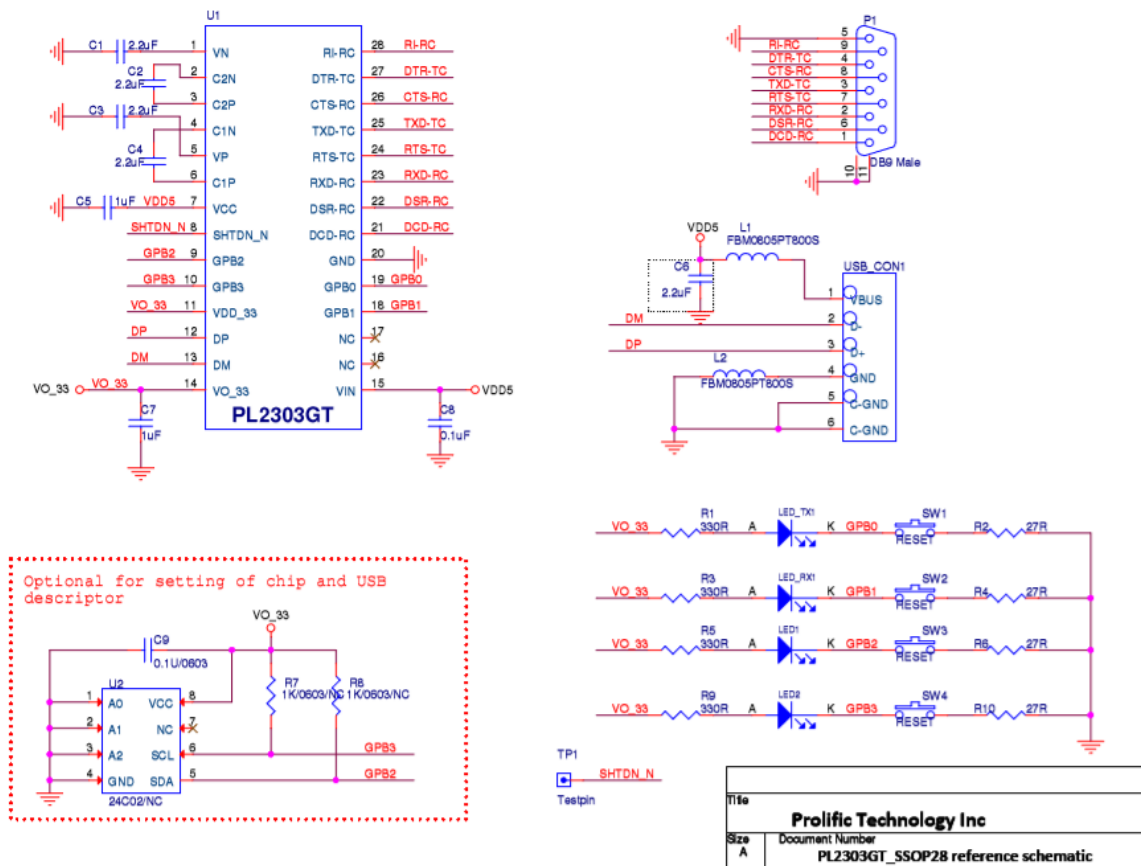 U1
C1 2.2uF 1 VN RI-RC 28 RI-RC
C2 2 C2N DTR-TC 27 DTR-TC
2.2uF 3 C2P CTS-RC 26 CTS-RC
C3 2.2uF 4 C1N TXD-TC 25 TXD-TC
C4 2.2uF 5 VP RTS-TC 24 RTS-TC
6 C1P RXD-RC 23 RXD-RC
C5 1uF VDD5 7 VCC DSR-RC 22 DSR-RC
SHTDN_N 8 SHTDN_N DCD-RC 21 DCD-RC
GPB2 9 GPB2 GND 20
GPB3 10 GPB3 GPB0 19 GPB0
VO_33 11 VDD_33 GPB1 18 GPB1
DP 12 DP NC 17
DM 13 DM NC 16
VO_33 VO_33 14 VO_33 VIN 15 VDD5
PL2303GT
C7
1uF
C8
0.1uF
P1
5
RI-RC 9
DTR-TC 4
CTS-RC 8
TXD-TC 3
RTS-TC 7
RXD-RC 2
DSR-RC 6
DCD-RC 1
10 11 DB9 Male
VDD5 L1
FBM0805PT800S
C6
2.2uF
USB_CON1
1 VBUS
DM 2 D-
DP 3 D+
L2 4 GND
FBM0805PT800S
5 C-GND
6 C-GND
R1 LED_TX1 SW1
VO_33 330R A K GPB0 RESET R2 27R
R3 LED_RX1 SW2
VO_33 330R A K GPB1 RESET R4 27R
R5 LED1 SW3
VO_33 330R A K GPB2 RESET R6 27R
R9 LED2 SW4
VO_33 330R A K GPB3 RESET R10 27R
Optional for setting of chip and USB
descriptor
VO_33
C9
0.1U/0603
U2
R7
1K/0603/NC
R8
1K/0603/NC
1 A0 VCC 8
2 A1 NC 7
3 A2 SCL 6 GPB3
4 GND SDA 5 GPB2
24C02/NC
TP1
SHTDN_N
Testpin
Title
Prolific Technology Inc
Size Document Number
A PL2303GT_SSOP28 reference schematic